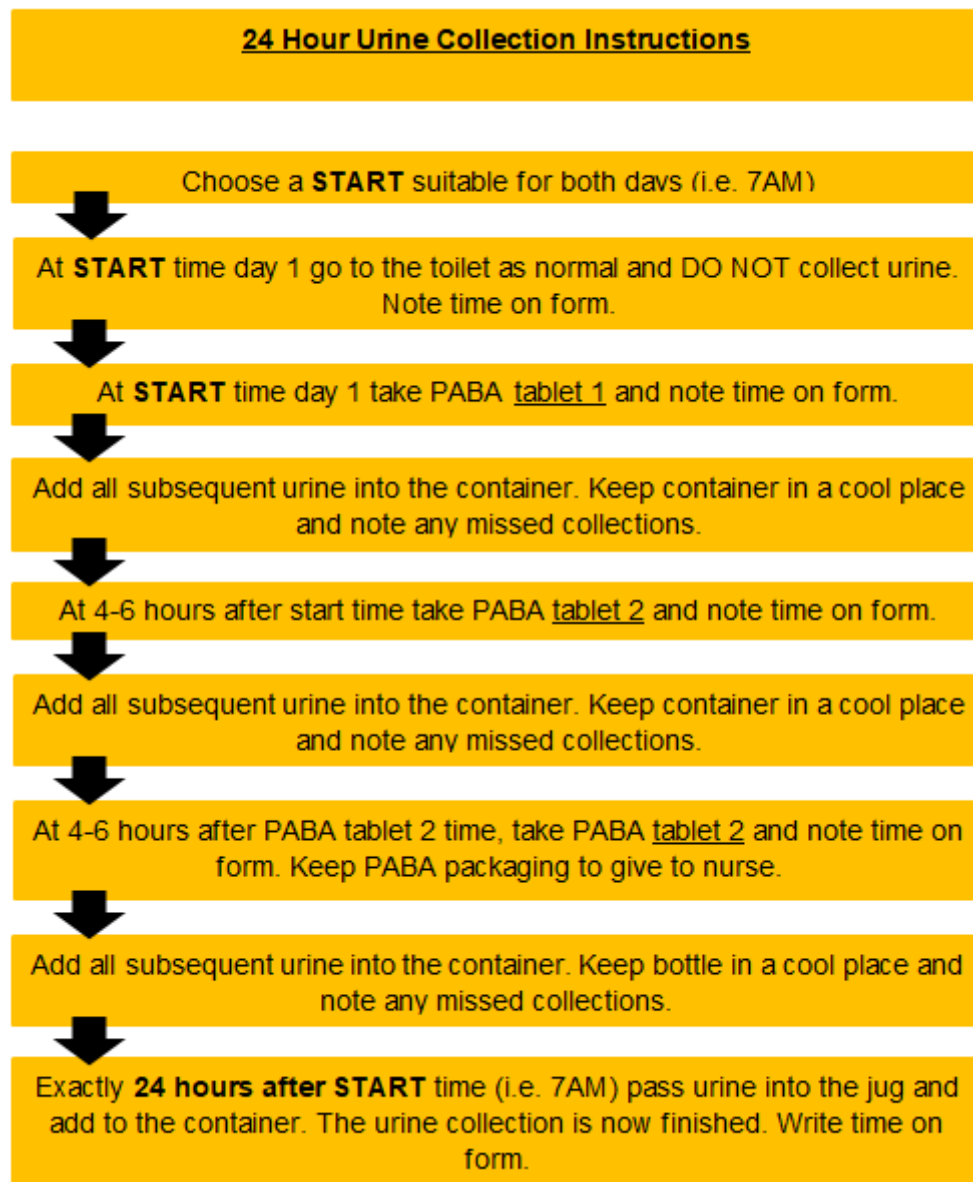 24 Hour Urine Collection Instructions
Choose a START suitable for both days (i.e. 7AM)
At START time day 1 go to the toilet as normal and DO NOT collect urine.
Note time on form.
At START time day 1 take PABA tablet 1 and note time on form.
Add all subsequent urine into the container. Keep container in a cool place
and note any missed collections.
At 4-6 hours after start time take PABA tablet 2 and note time on form.
Add all subsequent urine into the container. Keep container in a cool place
and note any missed collections.
At 4-6 hours after PABA tablet 2 time, take PABA tablet 2 and note time on
form. Keep PABA packaging to give to nurse.
Add all subsequent urine into the container. Keep bottle in a cool place and
note any missed collections.
Exactly 24 hours after START time (i.e. 7AM) pass urine into the jug and
add to the container. The urine collection is now finished. Write time on
form.